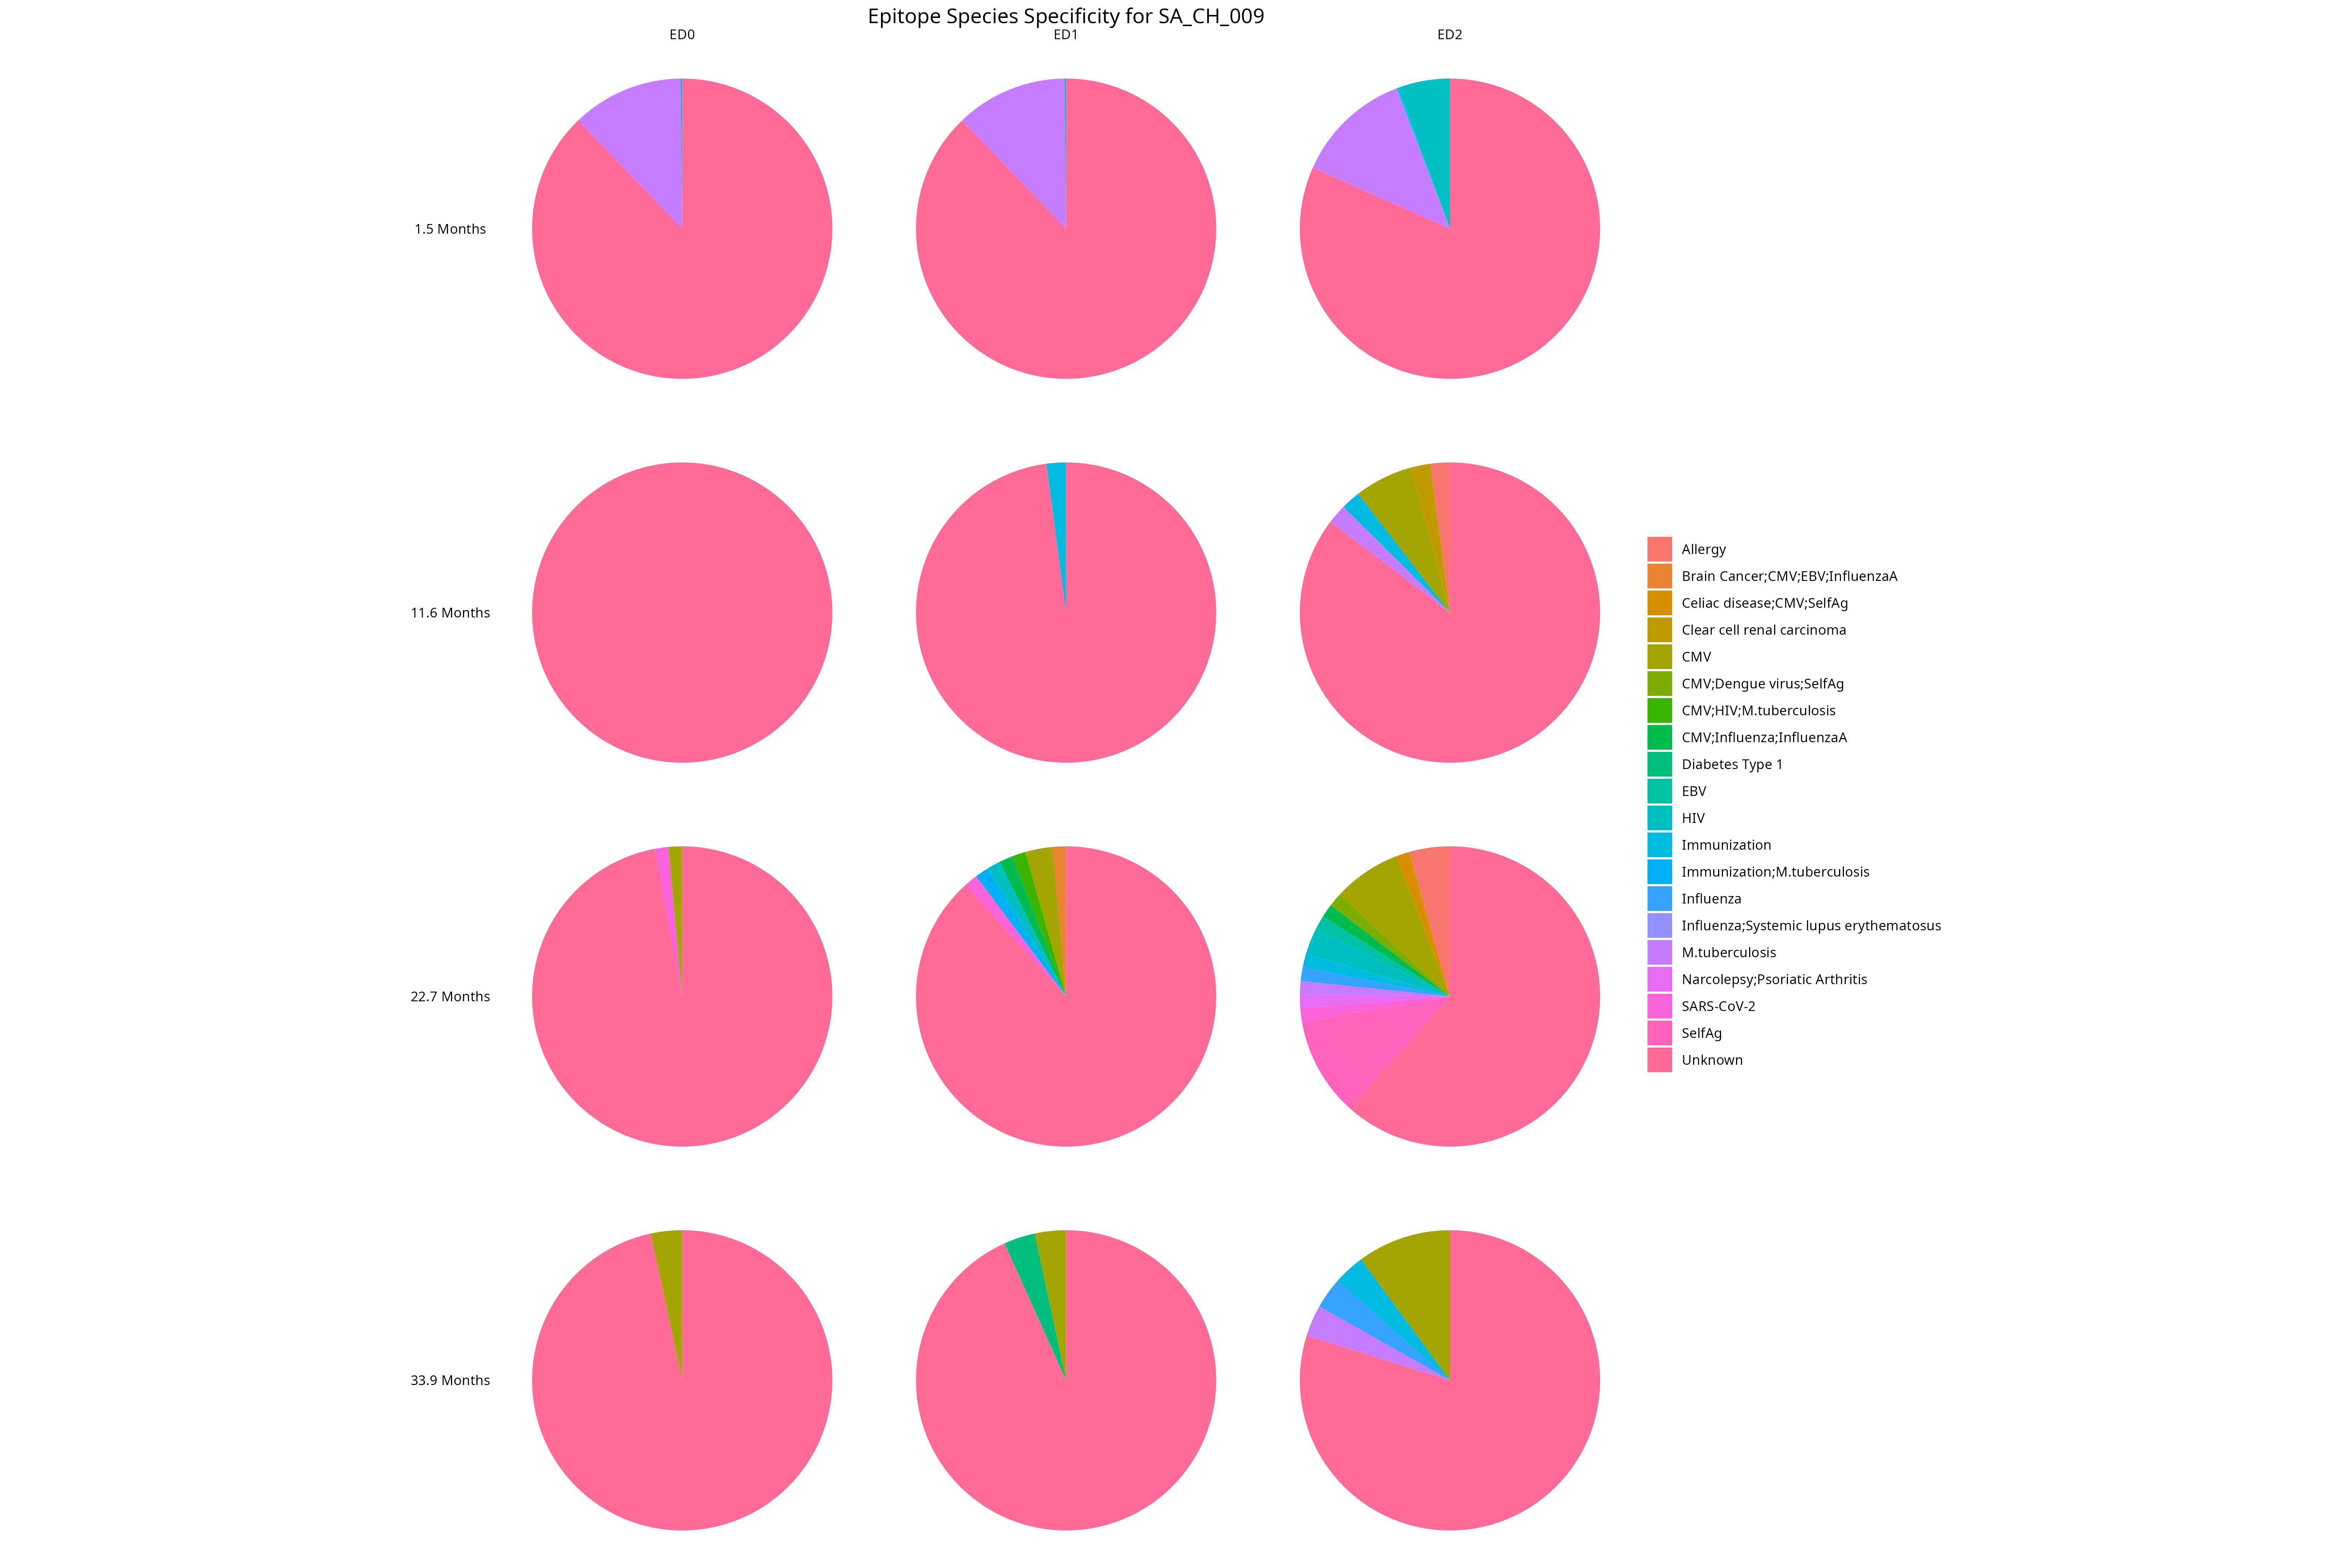 Epitope Species Specificity for SA_CH_009
ED0
ED1
ED2
1.5 Months
11.6 Months
22.7 Months
33.9 Months
Allergy
Brain Cancer;CMV;EBV;InfluenzaA
Celiac disease;CMV;SelfAg
Clear cell renal carcinoma
CMV
CMV;Dengue virus;SelfAg
CMV;HIV;M.tuberculosis
CMV;Influenza;InfluenzaA
Diabetes Type 1
EBV
HIV
Immunization
Immunization;M.tuberculosis
Influenza
Influenza;Systemic lupus erythematosus
M.tuberculosis
Narcolepsy;Psoriatic Arthritis
SARS-CoV-2
SelfAg
Unknown